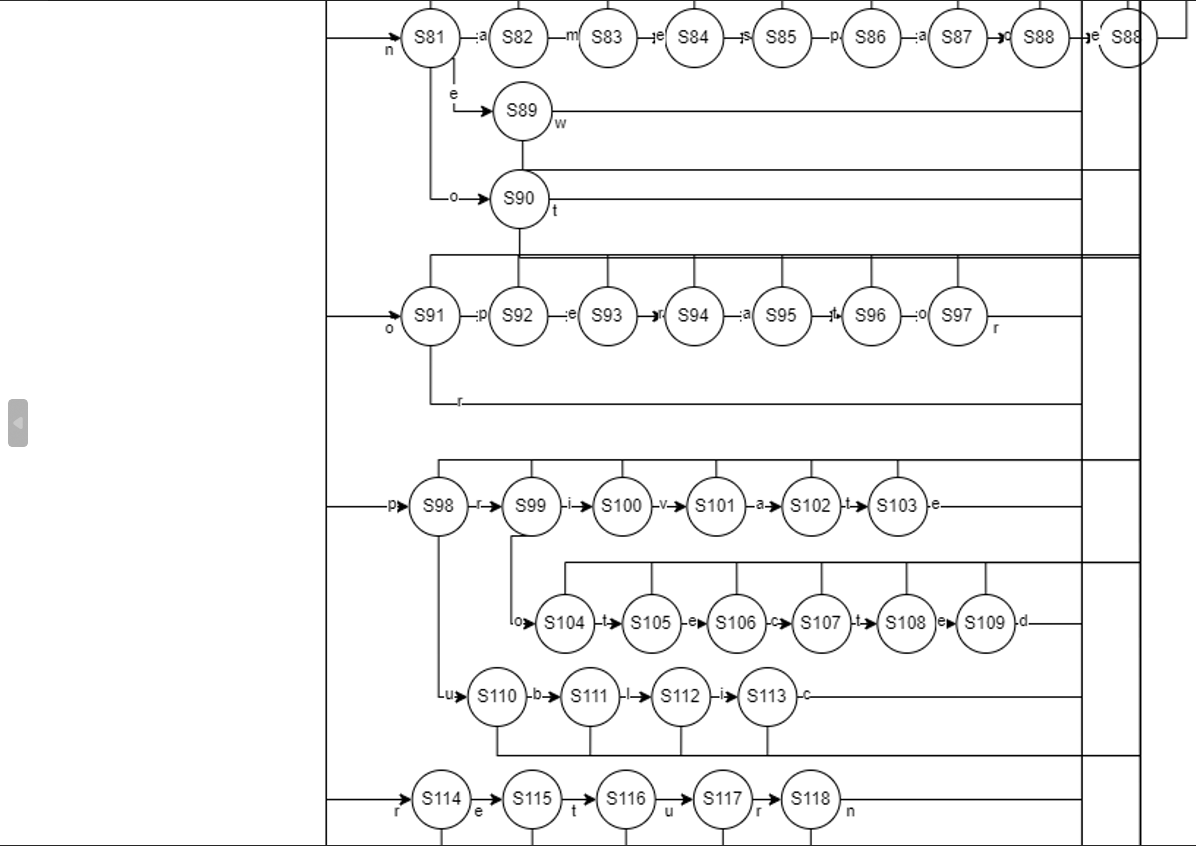 n S81 a S82 m S83 e S84 s S85 p S86 a S87 c S88 e S88
e S89 w
o S90 t
o S91 p S92 e S93 r S94 a S95 t S96 o S97 r
r
p S98 r S99 i S100 v S101 a S102 t S103 e
o S104 t S105 e S106 c S107 t S108 e S109 d
u S110 b S111 l S112 i S113 c
r S114 e S115 t S116 u S117 r S118 n